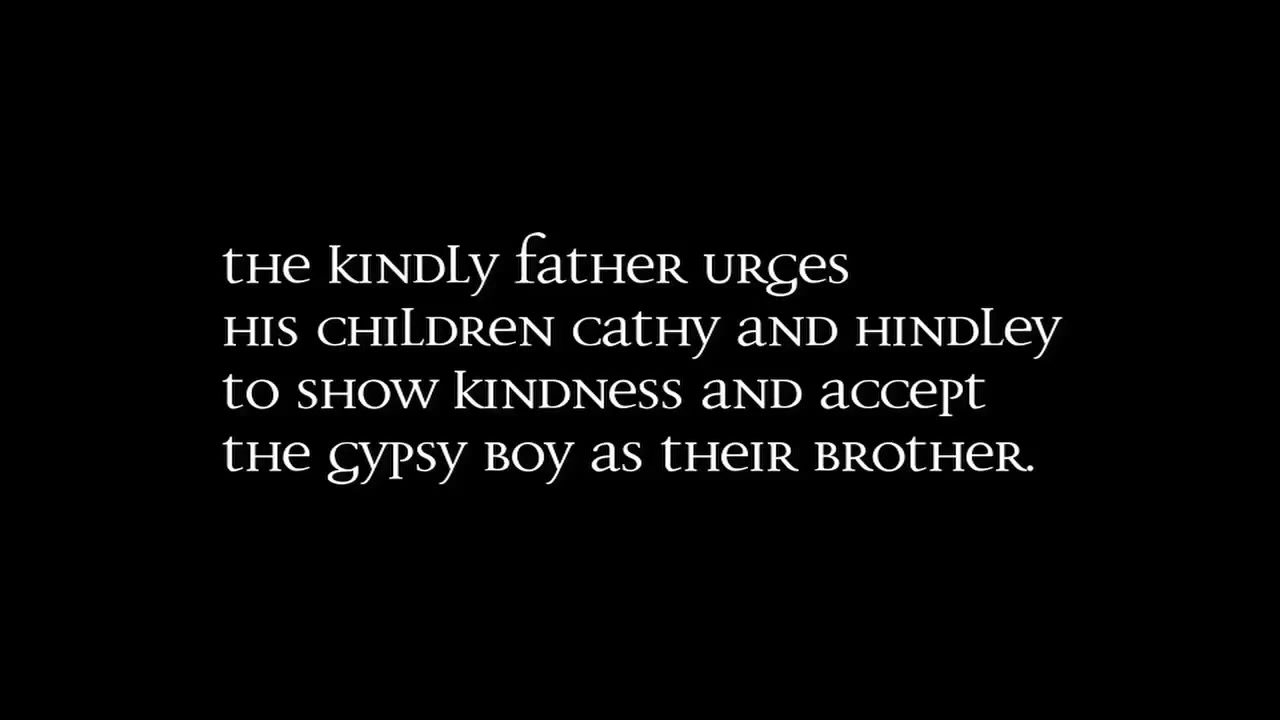 the kindly father urges
his children cathy and hindley
to show kindness and accept
the gypsy boy as their brother.